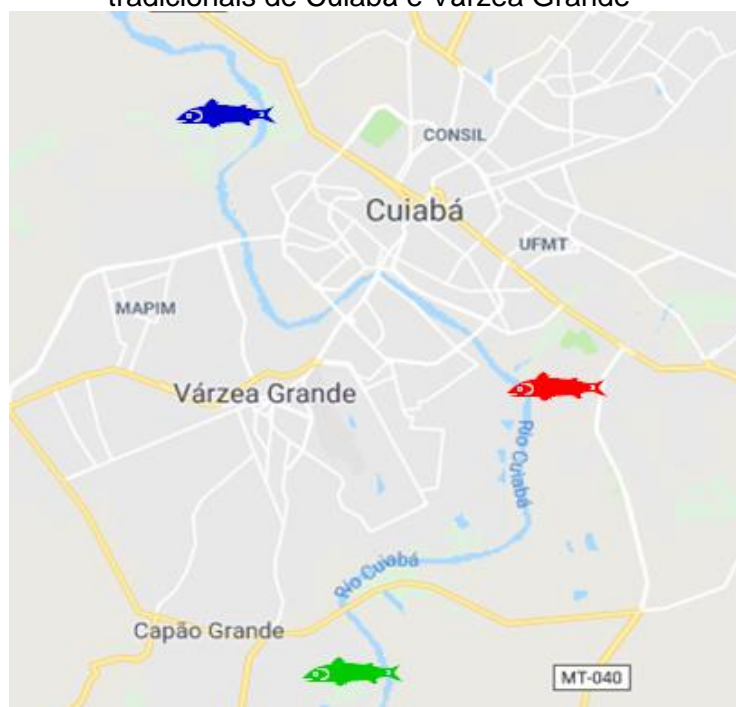 tradicionais de Cuiabá e Várzea Grande
CONSIL
Cuiabá
UFMT
MAPIM
Várzea Grande
Rio Cuiabá
Rio Cuiabá
Capão Grande
MT-040